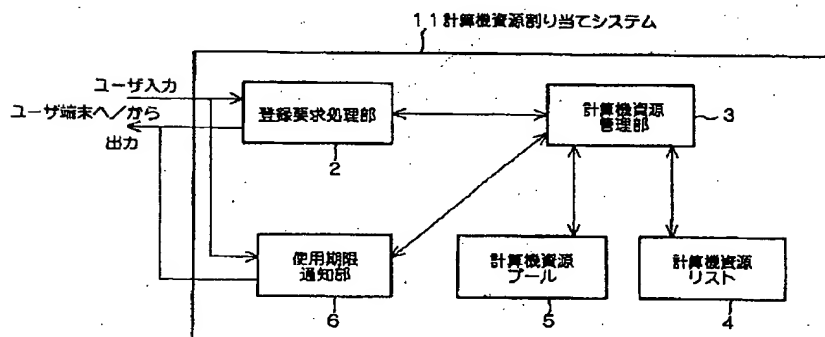 11計算機資源割り当てシステム
ユーザ入力
ユーザ端末へ/から
出力
登録要求処理部
2
計算機資源
管理部
3
使用期限
通知部
6
計算機資源
プール
5
計算機資源
リスト
4